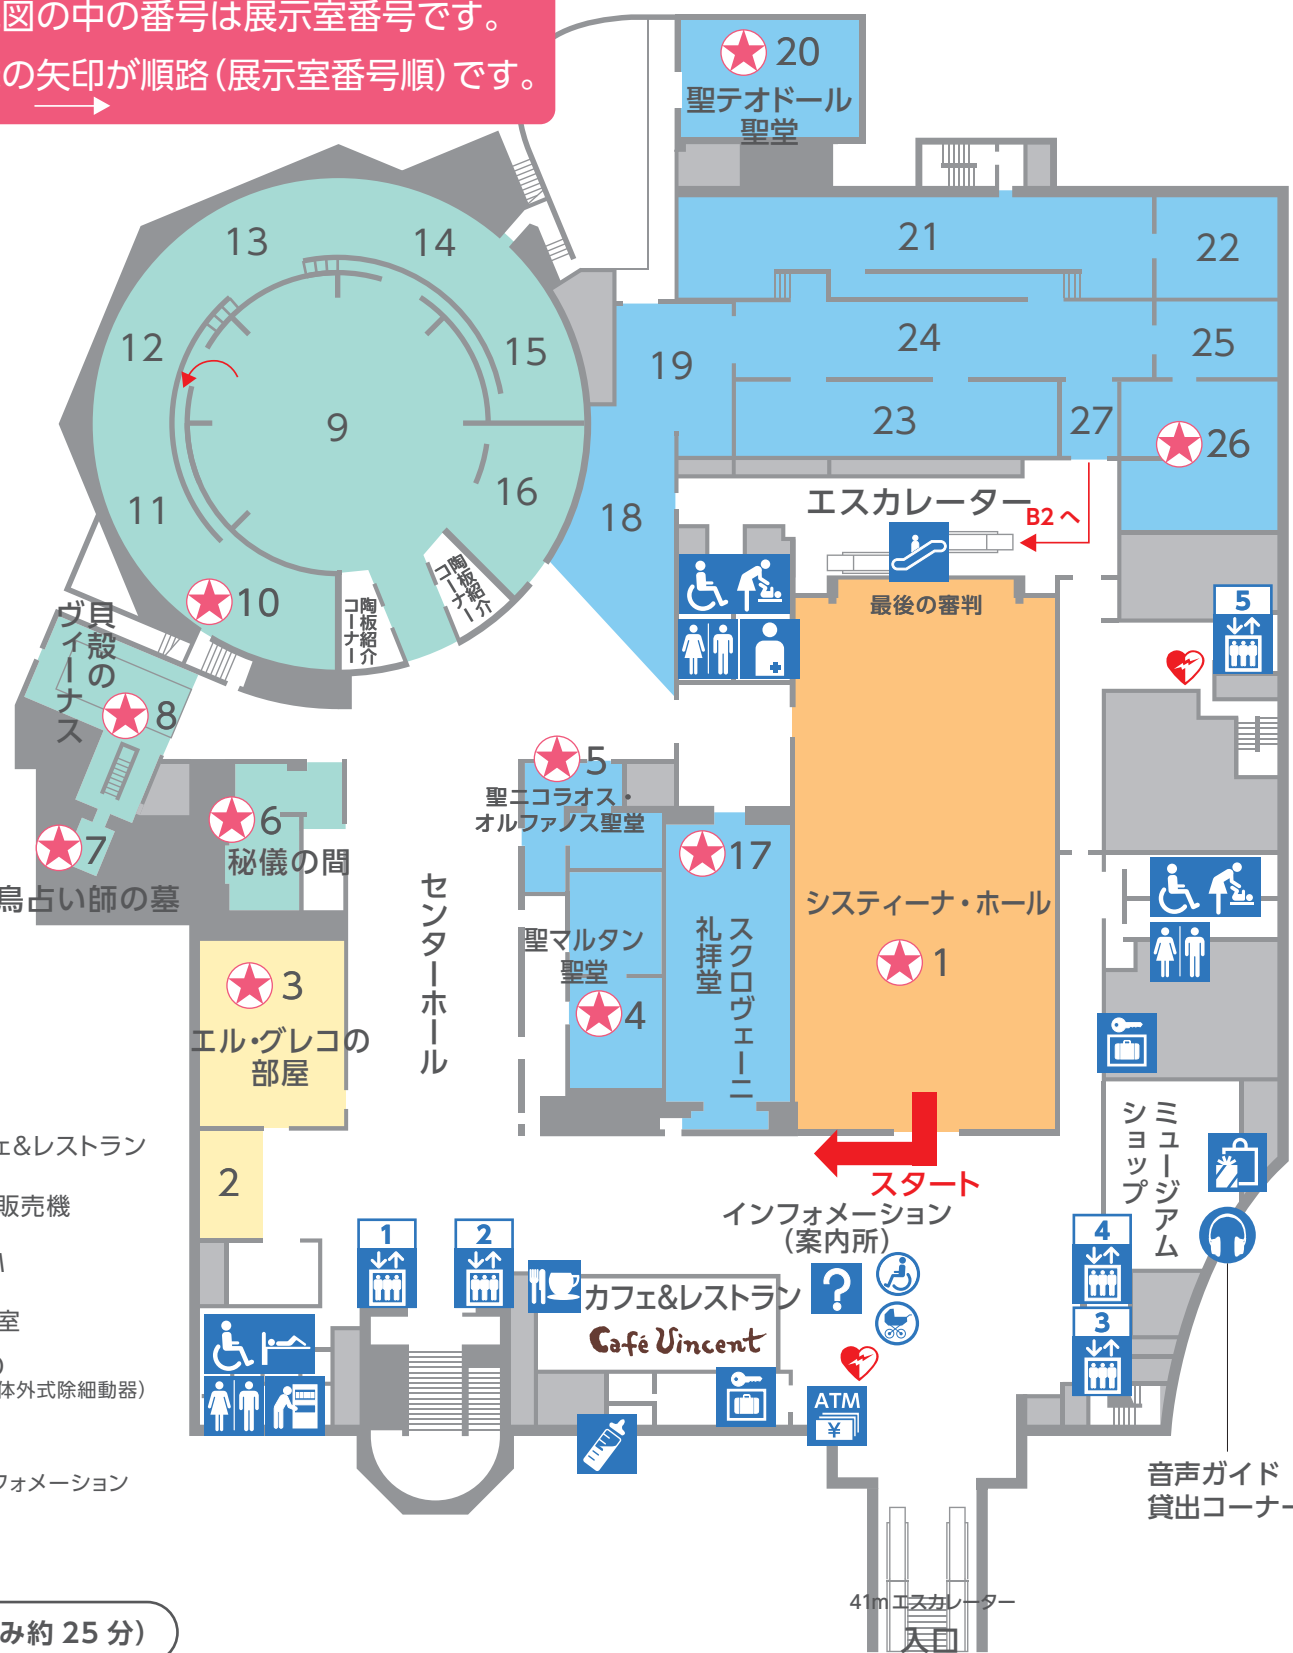 図の中の番号は展示室番号です。
の矢印が順路(展示室番号順)です。
20
聖テオドール
聖堂
13
14
21
22
12
15
19
24
25
9
23
27
26
11
16
18
エスカレーター
B2 へ
10
陶板紹介
コーナー
陶板紹介
コーナー
最後の審判
5
貝殻の
ヴィーナス
8
5
聖ニコラオス・
オルファノス聖堂
6
秘儀の間
7
鳥占い師の墓
17
スクロヴェーニ
礼拝堂
システィーナ・ホール
1
センターホール
聖マルタン
聖堂
4
3
エル・グレコの
部屋
2
ミュージアム
ショップ
スタート
インフォメーション
(案内所)
ェ&レストラン
販売機
室
体外式除細動器)
フォメーション
1
2
カフェ&レストラン
Café Vincent
4
3
ATM
¥
音声ガイド
貸出コーナー
41m エスカレーター
入口
み約 25 分)